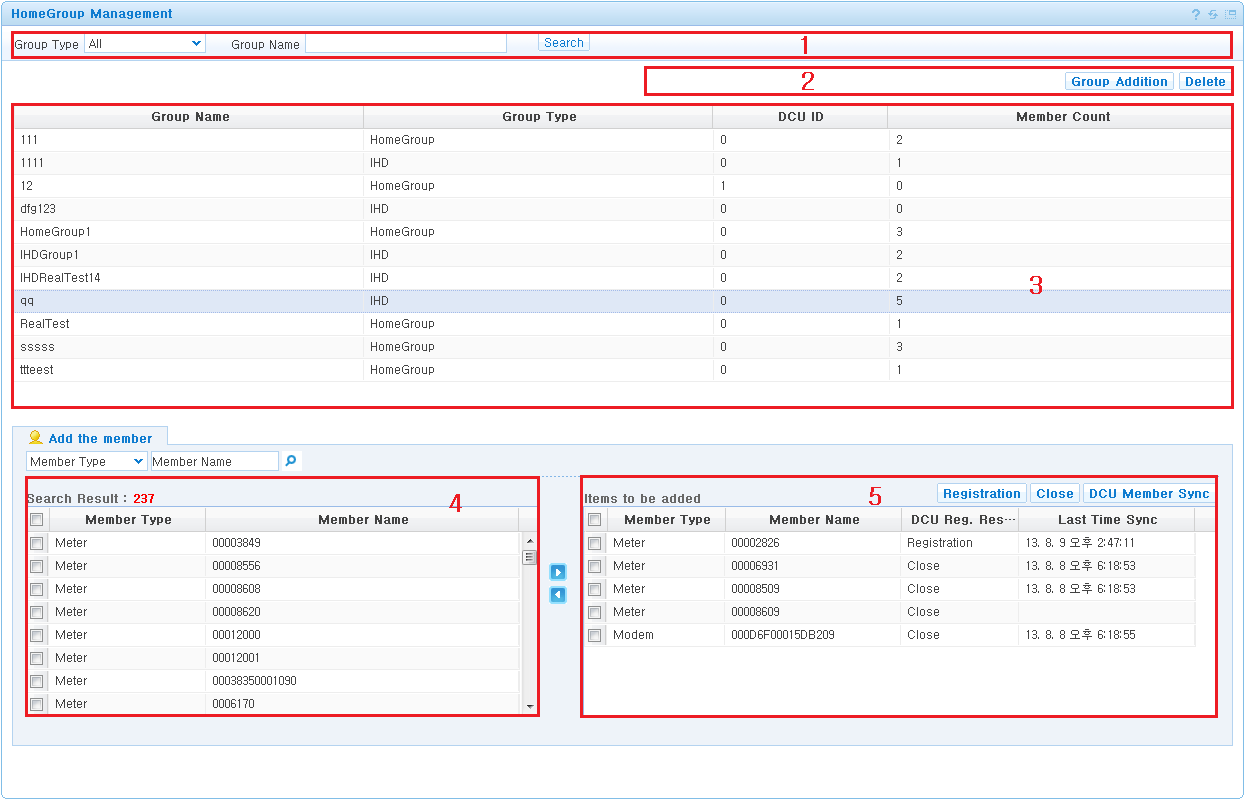 HomeGroup Management
Group Type All Group Name Search 1
2 Group Addition Delete
Group Name Group Type DCU ID Member Count
111 HomeGroup 0 2
1111 IHD 0 1
12 HomeGroup 1 0
dfg123 IHD 0 0
HomeGroup1 HomeGroup 0 3
IHDGroup1 IHD 0 2
IHDRealTest14 IHD 0 2
3
qq IHD 0 5
RealTest HomeGroup 0 1
sssss HomeGroup 0 3
ttteest HomeGroup 0 1
Add the member
Member Type Member Name
Search Result : 237 4
Member Type Member Name
Meter 00003849
Meter 00008556
Meter 00008608
Meter 00008620
Meter 00012000
Meter 00012001
Meter 00038350001090
Meter 0006170
Items to be added 5 Registration Close DCU Member Sync
Member Type Member Name DCU Reg. Res... Last Time Sync
Meter 00002826 Registration 13. 8. 9 오후 2:47:11
Meter 00006931 Close 13. 8. 8 오후 6:18:53
Meter 00008509 Close 13. 8. 8 오후 6:18:53
Meter 00008609 Close
Modem 000D6F00015DB209 Close 13. 8. 8 오후 6:18:55